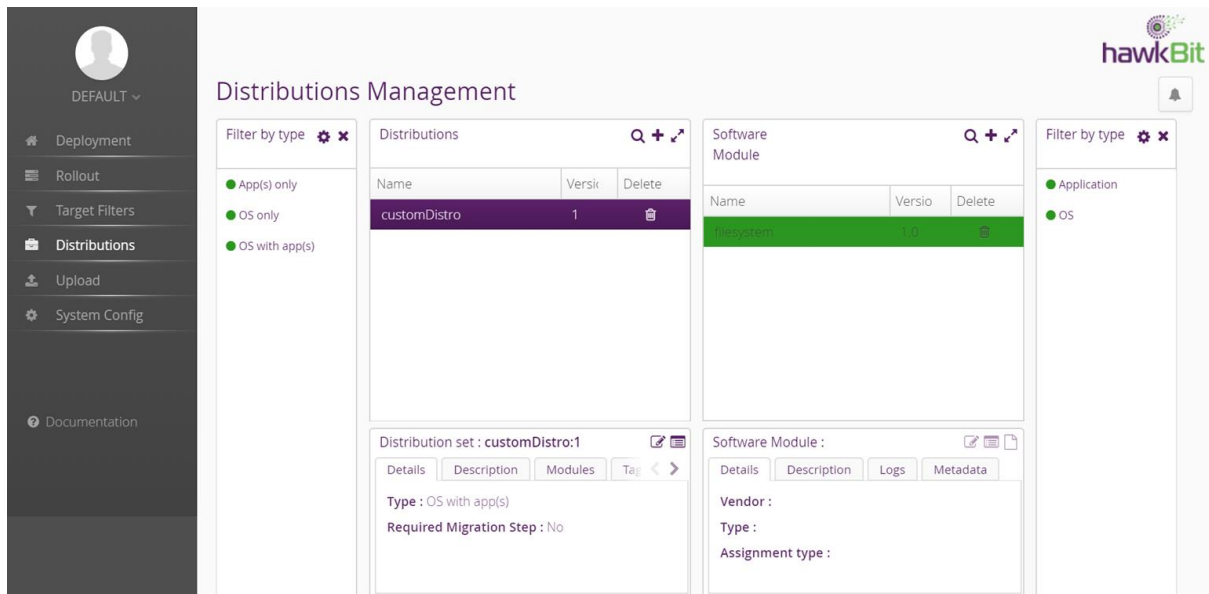 hawkBit
DEFAULT
Distributions Management
Deployment
Rollout
Target Filters
Distributions
Upload
System Config
Documentation
Filter by type
App(s) only
OS only
OS with app(s)
Distributions
Name Versic Delete
customDistro 1
Software
Module
Name Versio Delete
filesystem 1.0
Filter by type
Application
OS
Distribution set : customDistro:1
Details Description Modules Tag
Type : OS with app(s)
Required Migration Step : No
Software Module :
Details Description Logs Metadata
Vendor :
Type :
Assignment type :